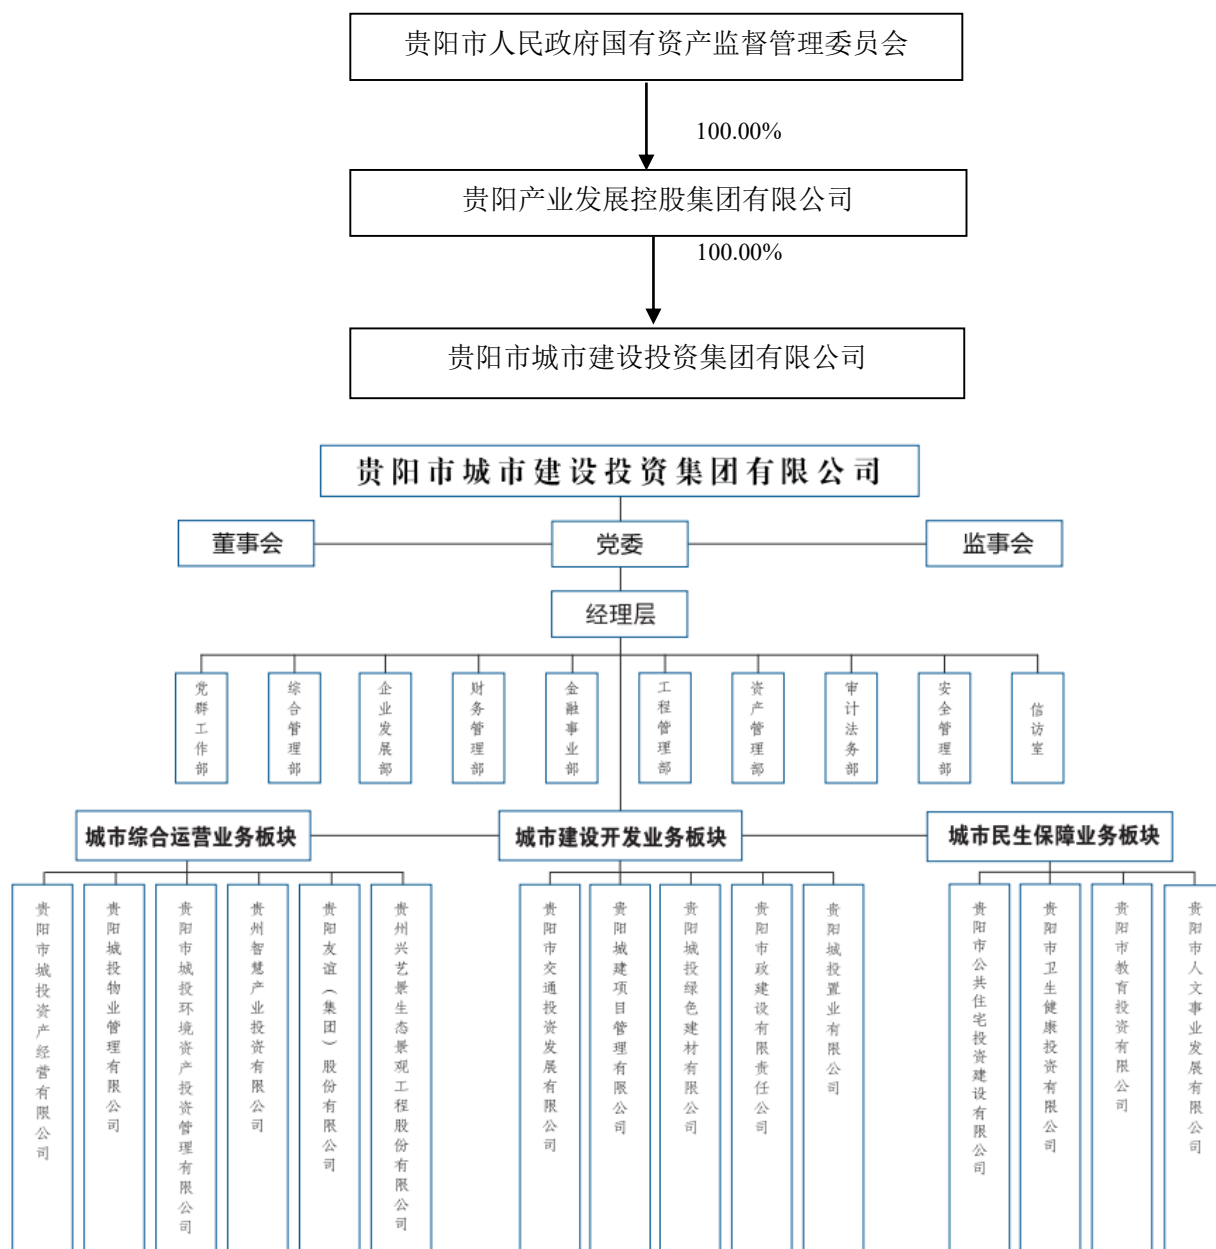 贵阳市人民政府国有资产监督管理委员会
100.00%
贵阳产业发展控股集团有限公司
100.00%
贵阳市城市建设投资集团有限公司
贵阳市城市建设投资集团有限公司
董事会
党委
监事会
经理层
党群工作部
综合管理部
企业发展部
财务管理部
金融事业部
工程管理部
资产管理部
审计法务部
安全管理部
信访室
城市综合运营业务板块
城市建设开发业务板块
城市民生保障业务板块
贵阳市城投资产经营有限公司
贵阳城投物业管理有限公司
贵阳市城投环境资产投资管理有限公司
贵州智慧产业投资有限公司
贵阳友谊（集团）股份有限公司
贵州兴艺景生态景观工程股份有限公司
贵阳市交通投资发展有限公司
贵阳城建项目管理有限公司
贵阳城投绿色建材有限公司
贵阳市政建设有限责任公司
贵阳城投置业有限公司
贵阳市公共住宅投资建设有限公司
贵阳市卫生健康投资有限公司
贵阳市教育投资有限公司
贵阳市人文事业发展有限公司